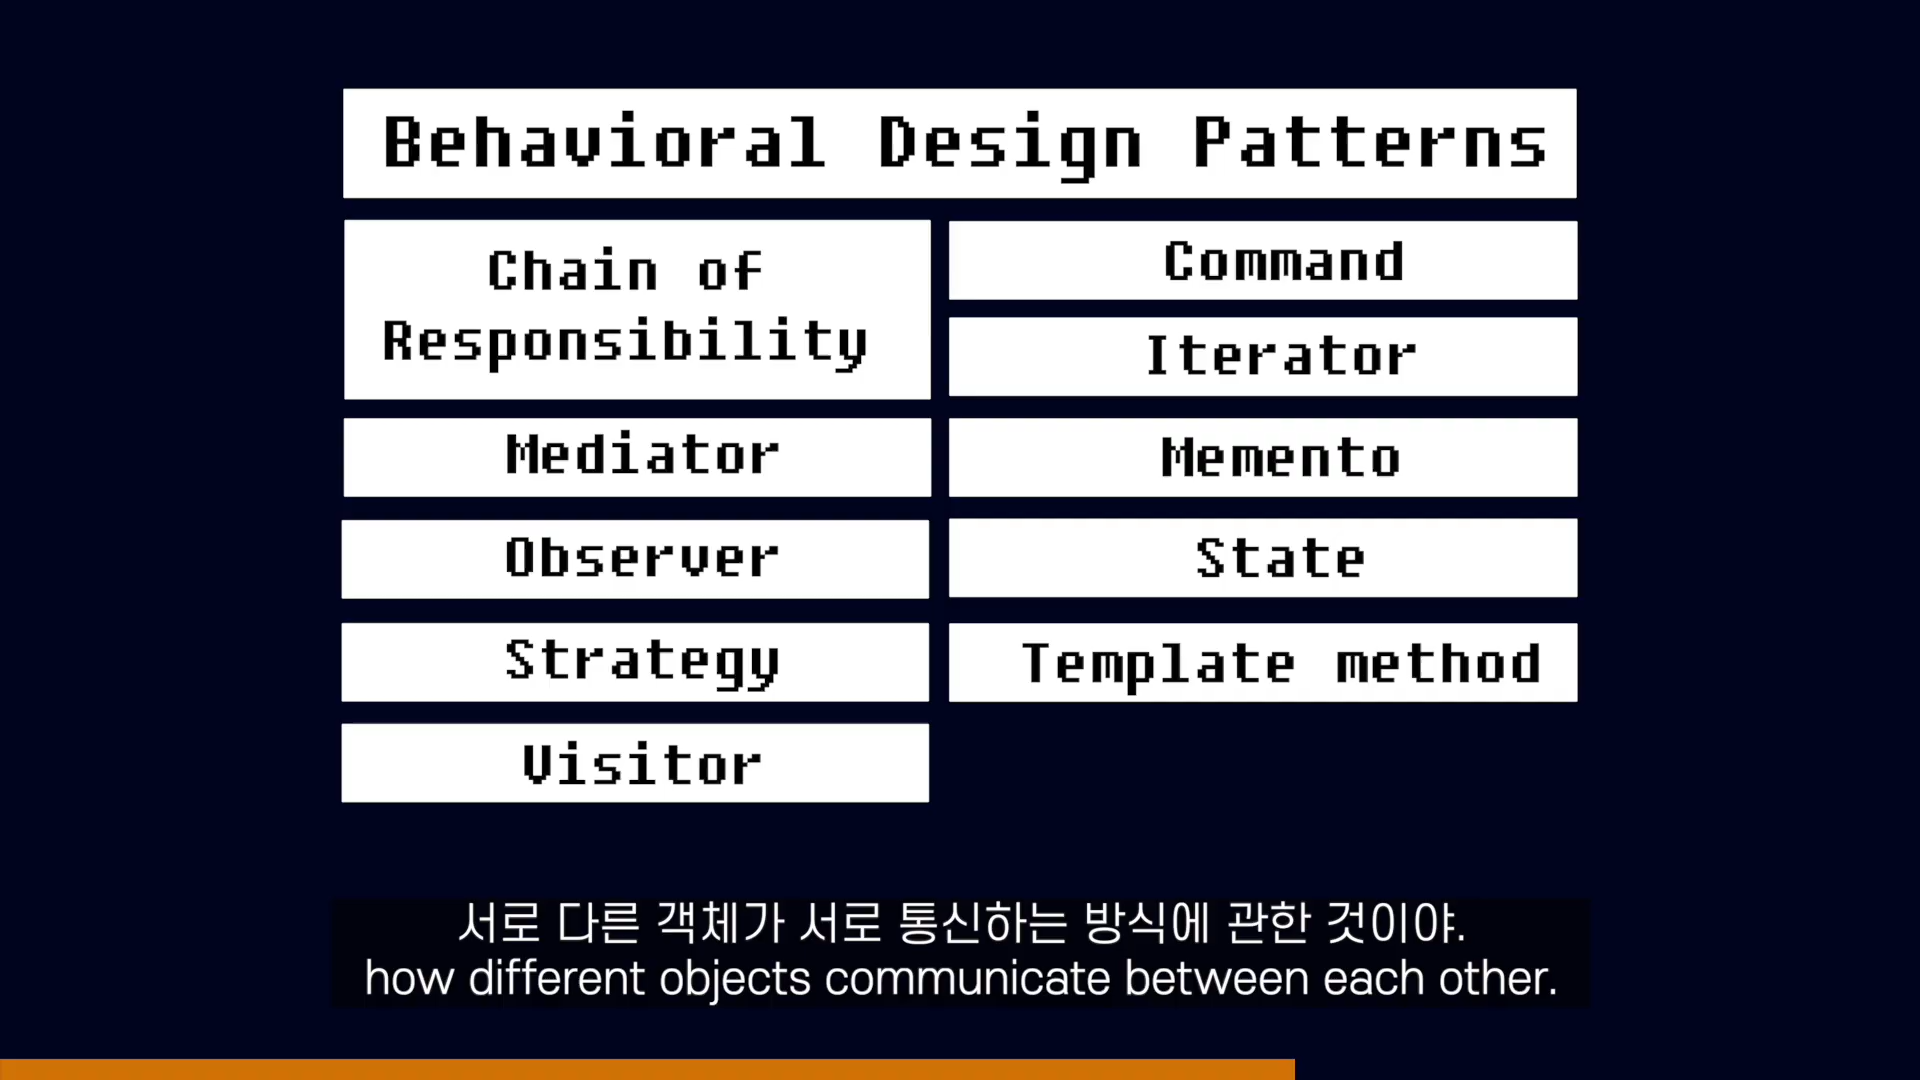 Behavioral Design Patterns
Chain of
Responsibility
Command
Iterator
Mediator
Memento
Observer
State
Strategy
Template method
Visitor
서로 다른 객체가 서로 통신하는 방식에 관한 것이야.
how different objects communicate between each other.